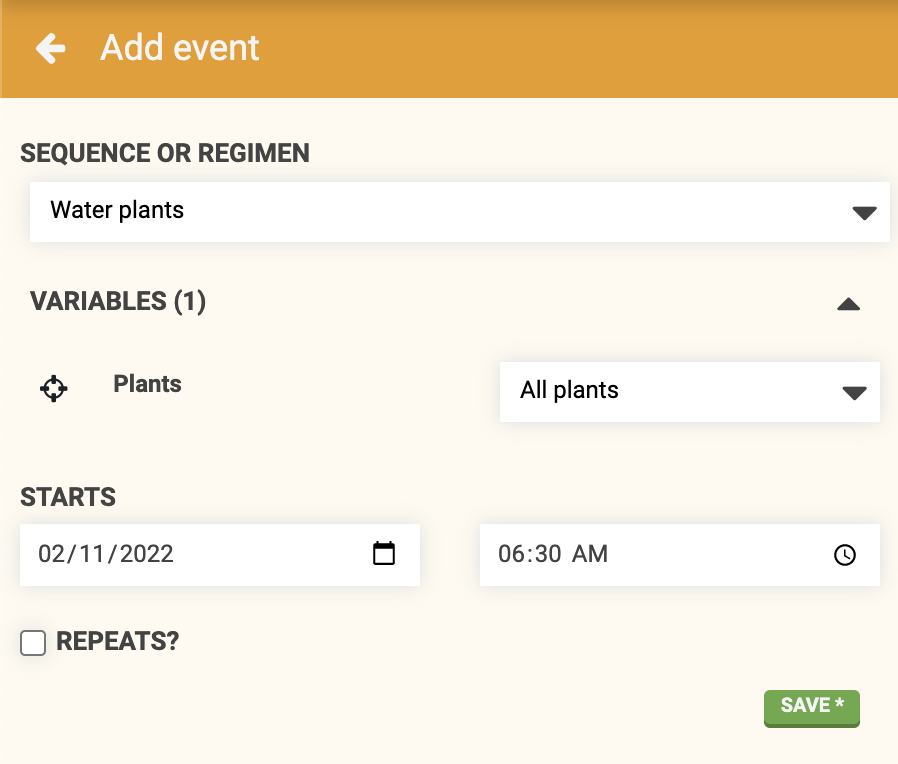 Add event
SEQUENCE OR REGIMEN
Water plants
VARIABLES (1)
Plants
All plants
STARTS
02/11/2022
06:30 AM
REPEATS?
SAVE *